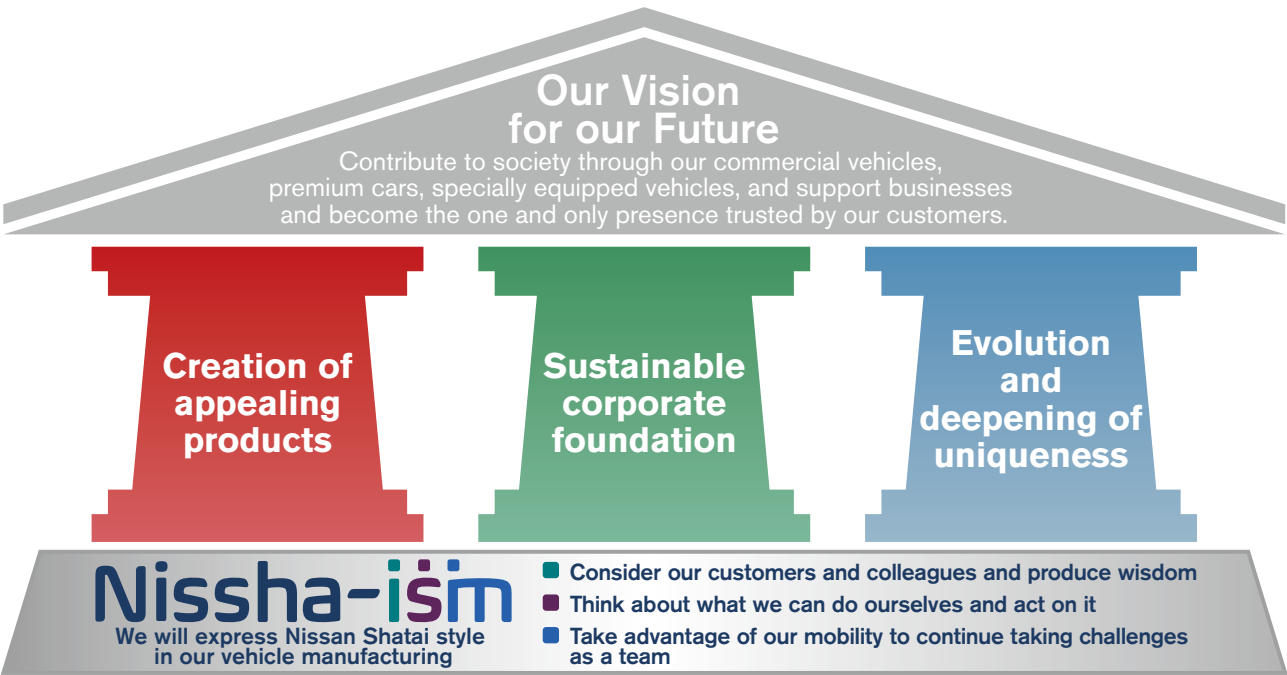 Our Vision
for our Future
Contribute to society through our commercial vehicles,
premium cars, specially equipped vehicles, and support businesses
and become the one and only presence trusted by our customers.
Creation of
appealing
products
Sustainable
corporate
foundation
Evolution
and
deepening of
uniqueness
Nissha-ism
We will express Nissan Shatai style
in our vehicle manufacturing
Consider our customers and colleagues and produce wisdom
Think about what we can do ourselves and act on it
Take advantage of our mobility to continue taking challenges
as a team